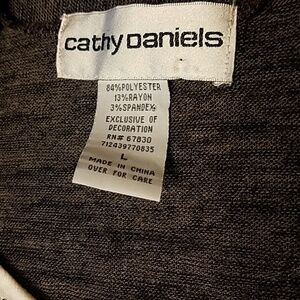 cathy Daniels
84%POLYESTER
13%RAYON
3%SPANDEX
EXCLUSIVE OF
DECORATION
RN# 67830
712439770835
L
MADE IN CHINA
OVER FOR CARE